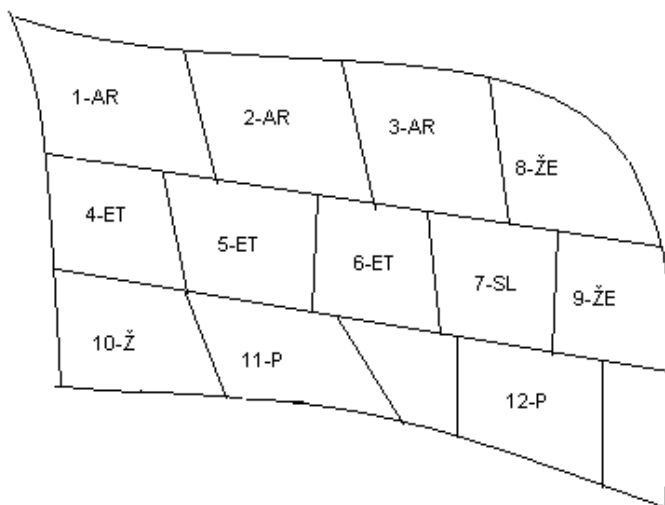 1-AR
2-AR
3-AR
8-ŽE
4-ET
5-ET
6-ET
7-SL
9-ŽE
10-Ž
11-P
12-P